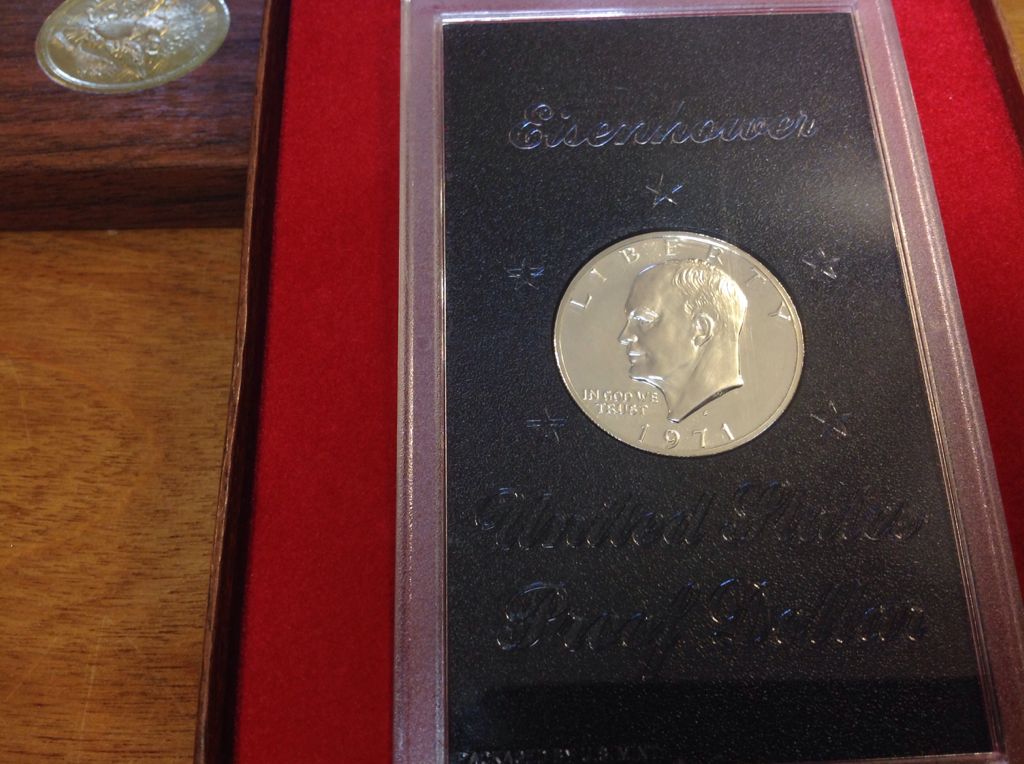 Eisenhower
LIBERTY
IN GOD WE
TRUST
1971
United States
Proof Dollar